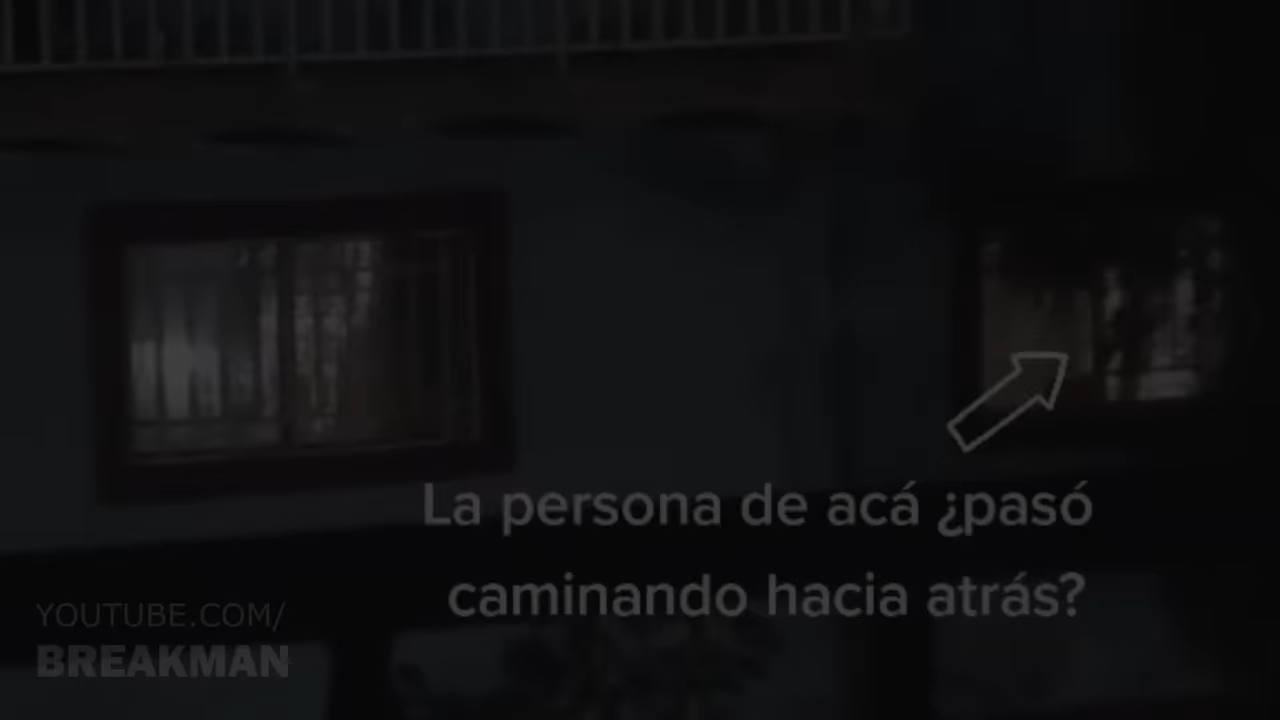 La persona de acá ¿pasó
caminando hacia atrás?
YOUTUBE.COM/
BREAKMAN